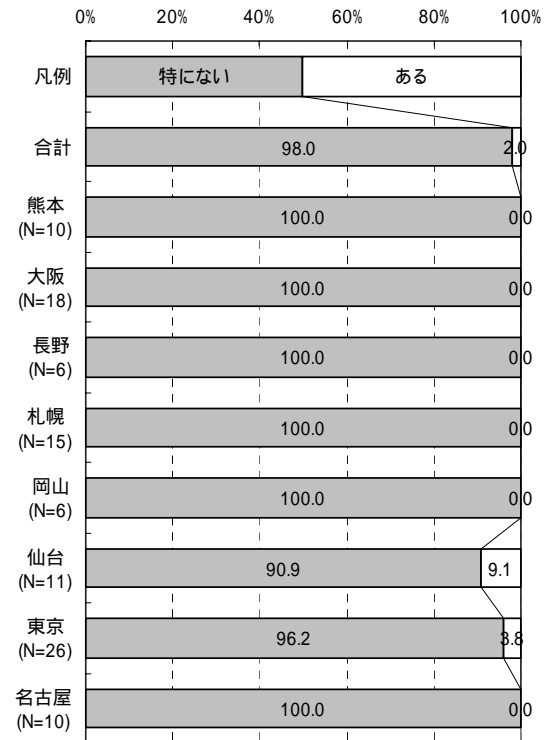 0% 20% 40% 60% 80% 100%
凡例 特にない ある
合計 98.0 2.0
熊本
(N=10) 100.0 0.0
大阪
(N=18) 100.0 0.0
長野
(N=6) 100.0 0.0
札幌
(N=15) 100.0 0.0
岡山
(N=6) 100.0 0.0
仙台
(N=11) 90.9 9.1
東京
(N=26) 96.2 3.8
名古屋
(N=10) 100.0 0.0